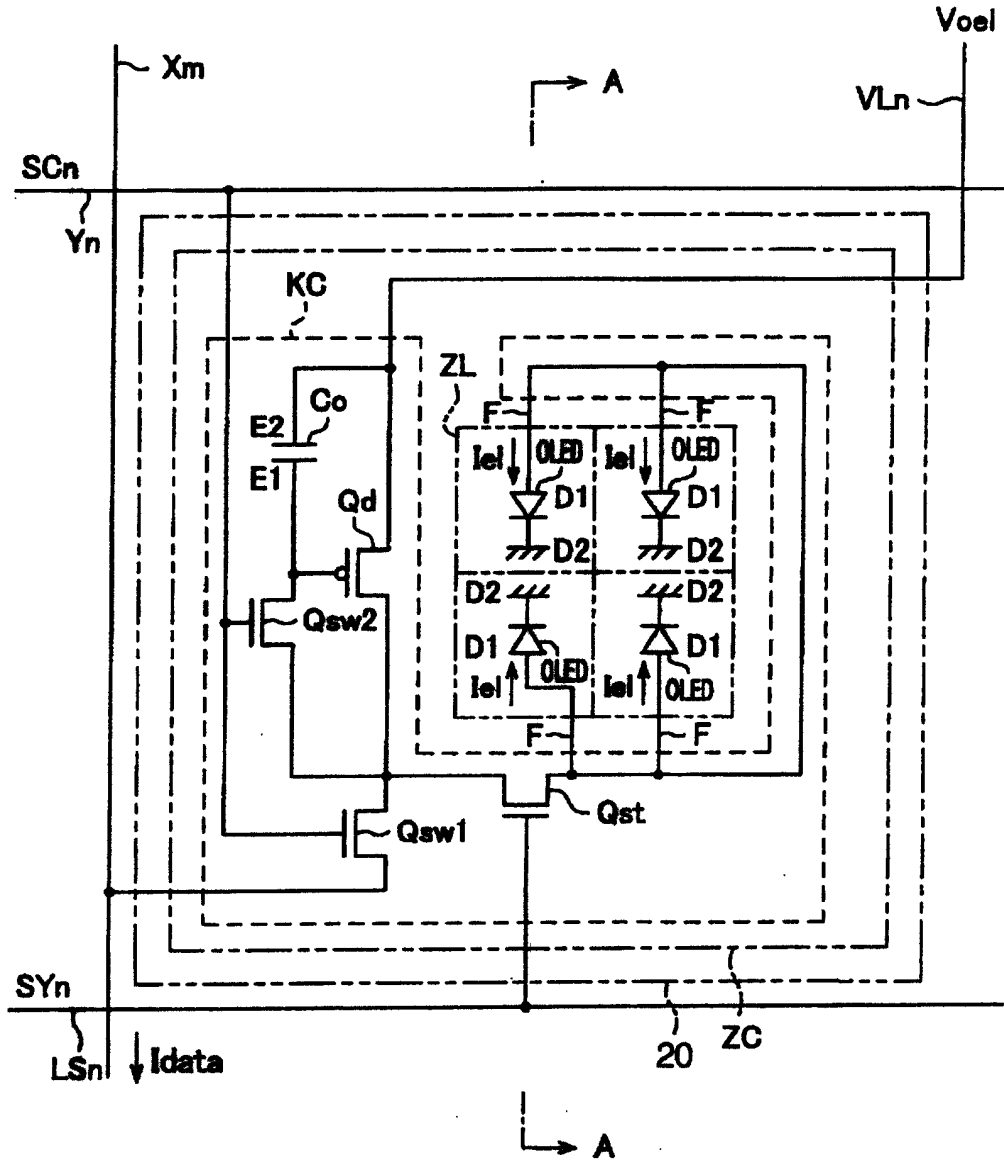 Voel
Xm
A
VLn
SCn
Yn
KC
ZL
F
F
E2
Co
Iel
OLED
Iel
OLED
E1
D1
D1
Qd
D2
D2
D2
D2
Qsw2
D1
OLED
D1
OLED
Iel
Iel
F
F
Qsw1
Qst
SYn
20
ZC
LSn
Idata
A